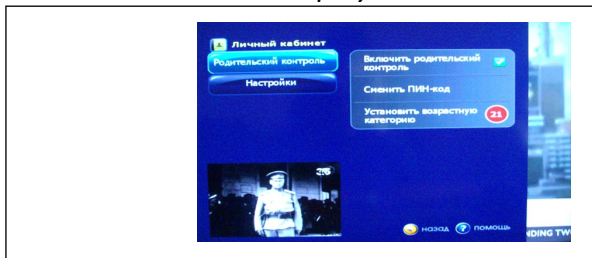 Личный кабинет
Родительский контроль
Настройки
Включить родительский
контроль
Сменить ПИН-код
Установить возрастную
категорию
21
назад
помощь
NDING TW